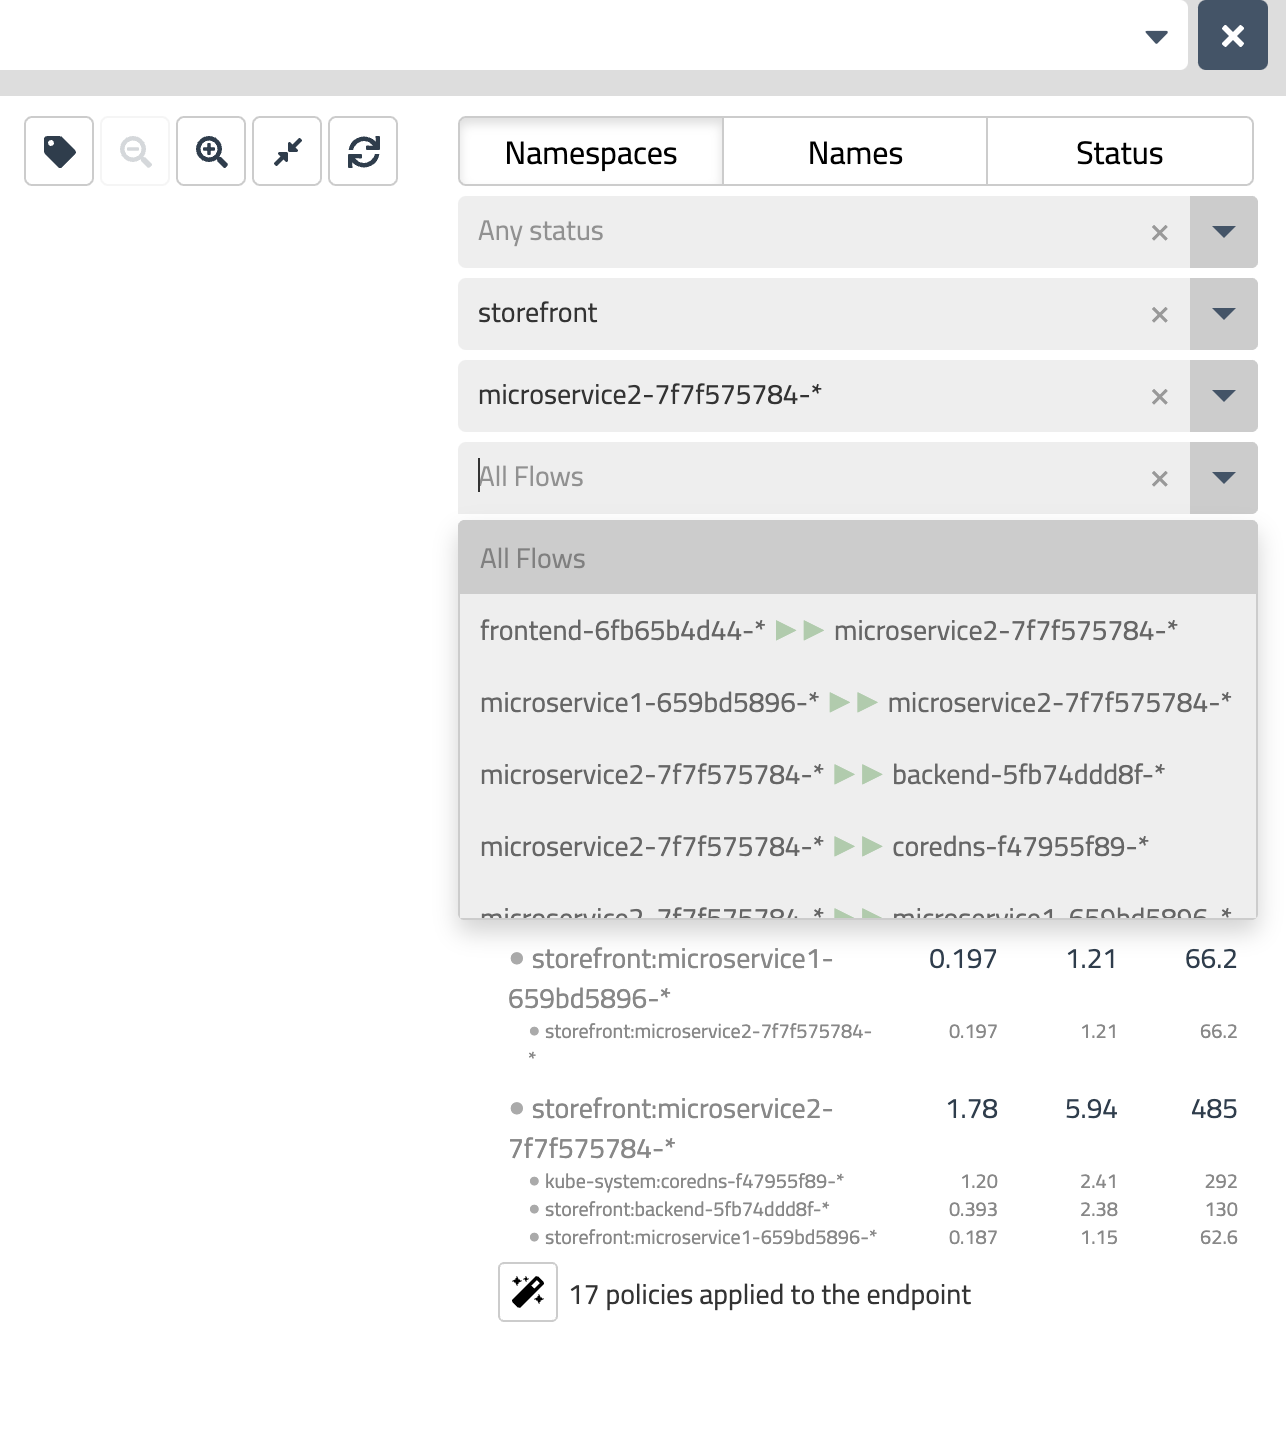 Namespaces Names Status
Any status
storefront
microservice2-7f7f575784-*
All Flows
All Flows
frontend-6fb65b4d44-* ▶▶ microservice2-7f7f575784-*
microservice1-659bd5896-* ▶▶ microservice2-7f7f575784-*
microservice2-7f7f575784-* ▶▶ backend-5fb74ddd8f-*
microservice2-7f7f575784-* ▶▶ coredns-f47955f89-*
microservice2-7f7f575784-* ▶▶ microservice1-659bd5896-*
storefront:microservice1- 0.197 1.21 66.2
659bd5896-*
storefront:microservice2-7f7f575784- 0.197 1.21 66.2
*
storefront:microservice2- 1.78 5.94 485
7f7f575784-*
kube-system:coredns-f47955f89-* 1.20 2.41 292
storefront:backend-5fb74ddd8f-* 0.393 2.38 130
storefront:microservice1-659bd5896-* 0.187 1.15 62.6
17 policies applied to the endpoint